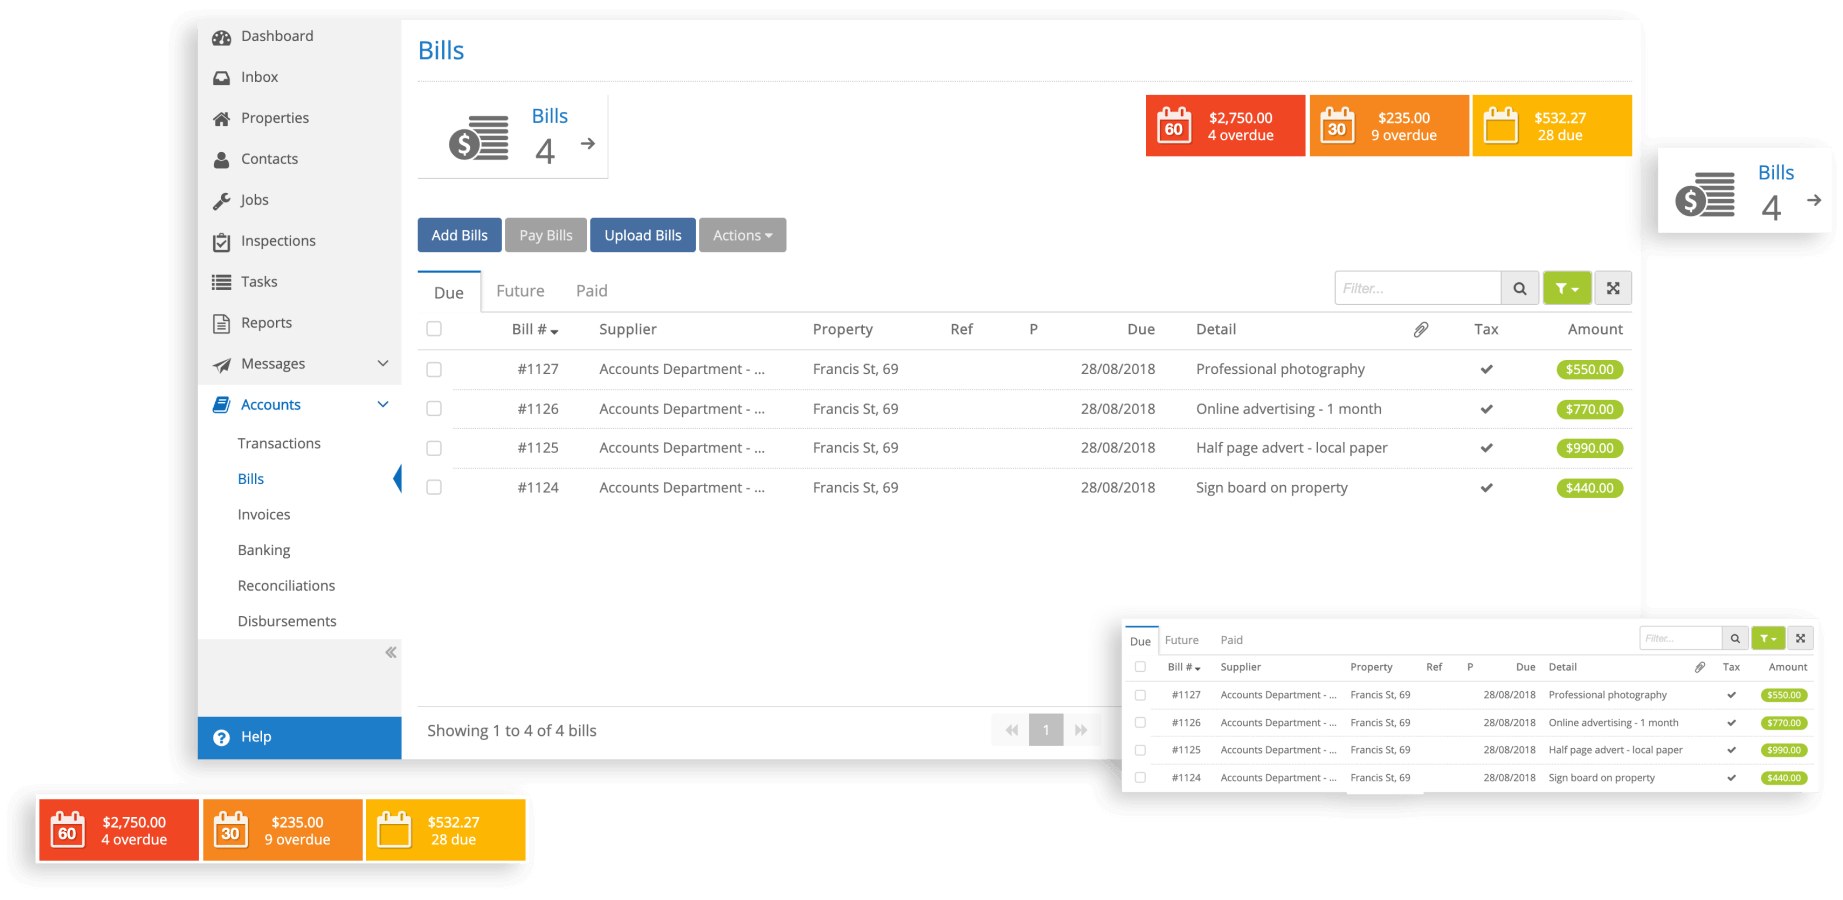 Dashboard
Inbox
Properties
Contacts
Jobs
Inspections
Tasks
Reports
Messages
Accounts
Transactions
Bills
Invoices
Banking
Reconciliations
Disbursements
Help
Bills
Bills
4
60 $2,750.00
4 overdue
30 $235.00
9 overdue
$532.27
28 due
Add Bills Pay Bills Upload Bills Actions
Due Future Paid Filter...
Bill # Supplier Property Ref P Due Detail Tax Amount
#1127 Accounts Department - ... Francis St, 69 28/08/2018 Professional photography $550.00
#1126 Accounts Department - ... Francis St, 69 28/08/2018 Online advertising - 1 month $770.00
#1125 Accounts Department - ... Francis St, 69 28/08/2018 Half page advert - local paper $990.00
#1124 Accounts Department - ... Francis St, 69 28/08/2018 Sign board on property $440.00
Showing 1 to 4 of 4 bills 1
Bills
4
Due Future Paid Filter...
Bill # Supplier Property Ref P Due Detail Tax Amount
#1127 Accounts Department - ... Francis St, 69 28/08/2018 Professional photography $550.00
#1126 Accounts Department - ... Francis St, 69 28/08/2018 Online advertising - 1 month $770.00
#1125 Accounts Department - ... Francis St, 69 28/08/2018 Half page advert - local paper $990.00
#1124 Accounts Department - ... Francis St, 69 28/08/2018 Sign board on property $440.00
60 $2,750.00
4 overdue
30 $235.00
9 overdue
$532.27
28 due